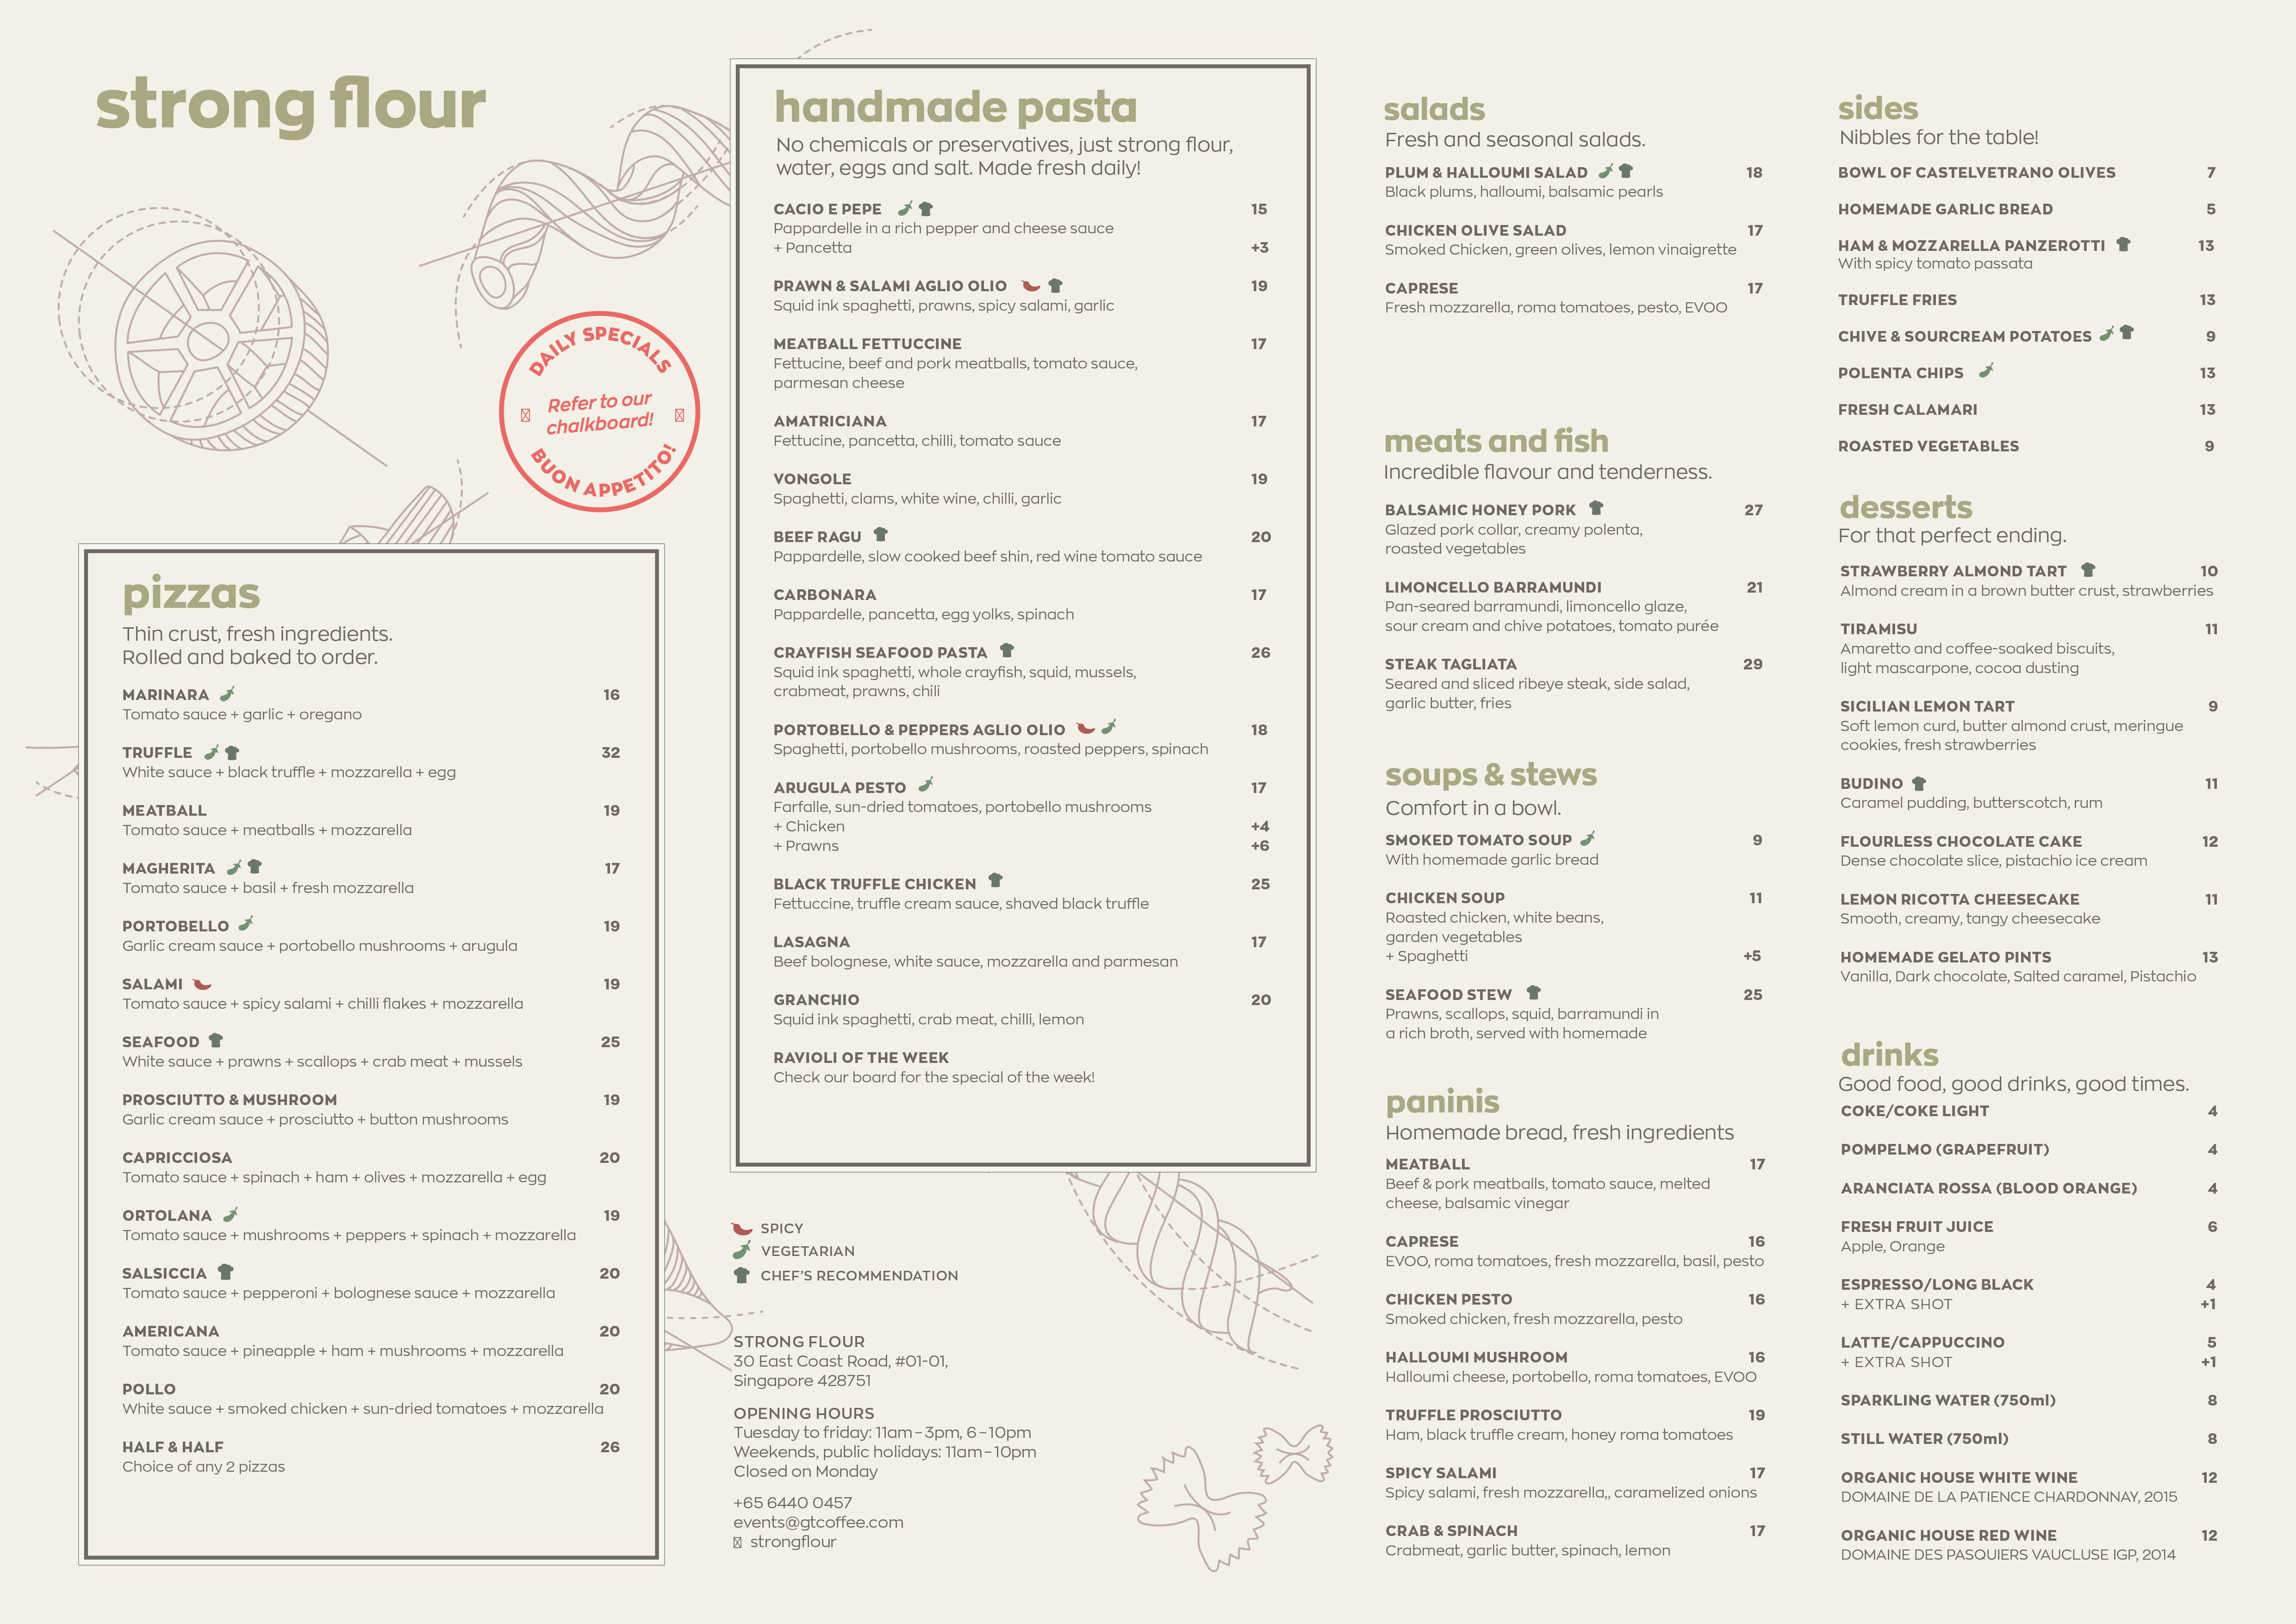 strong flour
DAILY SPECIALS
Refer to our
chalkboard!
BUON APPETITO!
pizzas
Thin crust, fresh ingredients.
Rolled and baked to order.
MARINARA 16
Tomato sauce + garlic + oregano
TRUFFLE 32
White sauce + black truffle + mozzarella + egg
MEATBALL 19
Tomato sauce + meatballs + mozzarella
MAGHERITA 17
Tomato sauce + basil + fresh mozzarella
PORTOBELLO 19
Garlic cream sauce + portobello mushrooms + arugula
SALAMI 19
Tomato sauce + spicy salami + chilli flakes + mozzarella
SEAFOOD 25
White sauce + prawns + scallops + crab meat + mussels
PROSCIUTTO & MUSHROOM 19
Garlic cream sauce + prosciutto + button mushrooms
CAPRICCIOSA 20
Tomato sauce + spinach + ham + olives + mozzarella + egg
ORTOLANA 19
Tomato sauce + mushrooms + peppers + spinach + mozzarella
SALSICCIA 20
Tomato sauce + pepperoni + bolognese sauce + mozzarella
AMERICANA 20
Tomato sauce + pineapple + ham + mushrooms + mozzarella
POLLO 20
White sauce + smoked chicken + sun-dried tomatoes + mozzarella
HALF & HALF 26
Choice of any 2 pizzas
handmade pasta
No chemicals or preservatives, just strong flour,
water, eggs and salt. Made fresh daily!
CACIO E PEPE 15
Pappardelle in a rich pepper and cheese sauce
+ Pancetta +3
PRAWN & SALAMI AGLIO OLIO 19
Squid ink spaghetti, prawns, spicy salami, garlic
MEATBALL FETTUCCINE 17
Fettucine, beef and pork meatballs, tomato sauce,
parmesan cheese
AMATRICIANA 17
Fettucine, pancetta, chilli, tomato sauce
VONGOLE 19
Spaghetti, clams, white wine, chilli, garlic
BEEF RAGU 20
Pappardelle, slow cooked beef shin, red wine tomato sauce
CARBONARA 17
Pappardelle, pancetta, egg yolks, spinach
CRAYFISH SEAFOOD PASTA 26
Squid ink spaghetti, whole crayfish, squid, mussels,
crabmeat, prawns, chili
PORTOBELLO & PEPPERS AGLIO OLIO 18
Spaghetti, portobello mushrooms, roasted peppers, spinach
ARUGULA PESTO 17
Farfalle, sun-dried tomatoes, portobello mushrooms
+ Chicken +4
+ Prawns +6
BLACK TRUFFLE CHICKEN 25
Fettuccine, truffle cream sauce, shaved black truffle
LASAGNA 17
Beef bolognese, white sauce, mozzarella and parmesan
GRANCHIO 20
Squid ink spaghetti, crab meat, chilli, lemon
RAVIOLI OF THE WEEK
Check our board for the special of the week!
SPICY
VEGETARIAN
CHEF'S RECOMMENDATION
STRONG FLOUR
30 East Coast Road, #01-01,
Singapore 428751
OPENING HOURS
Tuesday to friday: 11am–3pm, 6–10pm
Weekends, public holidays: 11am–10pm
Closed on Monday
+65 6440 0457
events@gtcoffee.com
strongflour
salads
Fresh and seasonal salads.
PLUM & HALLOUMI SALAD 18
Black plums, halloumi, balsamic pearls
CHICKEN OLIVE SALAD 17
Smoked Chicken, green olives, lemon vinaigrette
CAPRESE 17
Fresh mozzarella, roma tomatoes, pesto, EVOO
meats and fish
Incredible flavour and tenderness.
BALSAMIC HONEY PORK 27
Glazed pork collar, creamy polenta,
roasted vegetables
LIMONCELLO BARRAMUNDI 21
Pan-seared barramundi, limoncello glaze,
sour cream and chive potatoes, tomato purée
STEAK TAGLIATA 29
Seared and sliced ribeye steak, side salad,
garlic butter, fries
soups & stews
Comfort in a bowl.
SMOKED TOMATO SOUP 9
With homemade garlic bread
CHICKEN SOUP 11
Roasted chicken, white beans,
garden vegetables
+ Spaghetti +5
SEAFOOD STEW 25
Prawns, scallops, squid, barramundi in
a rich broth, served with homemade
paninis
Homemade bread, fresh ingredients
MEATBALL 17
Beef & pork meatballs, tomato sauce, melted
cheese, balsamic vinegar
CAPRESE 16
EVOO, roma tomatoes, fresh mozzarella, basil, pesto
CHICKEN PESTO 16
Smoked chicken, fresh mozzarella, pesto
HALLOUMI MUSHROOM 16
Halloumi cheese, portobello, roma tomatoes, EVOO
TRUFFLE PROSCIUTTO 19
Ham, black truffle cream, honey roma tomatoes
SPICY SALAMI 17
Spicy salami, fresh mozzarella,, caramelized onions
CRAB & SPINACH 17
Crabmeat, garlic butter, spinach, lemon
sides
Nibbles for the table!
BOWL OF CASTELVETRANO OLIVES 7
HOMEMADE GARLIC BREAD 5
HAM & MOZZARELLA PANZEROTTI 13
With spicy tomato passata
TRUFFLE FRIES 13
CHIVE & SOURCREAM POTATOES 9
POLENTA CHIPS 13
FRESH CALAMARI 13
ROASTED VEGETABLES 9
desserts
For that perfect ending.
STRAWBERRY ALMOND TART 10
Almond cream in a brown butter crust, strawberries
TIRAMISU 11
Amaretto and coffee-soaked biscuits,
light mascarpone, cocoa dusting
SICILIAN LEMON TART 9
Soft lemon curd, butter almond crust, meringue
cookies, fresh strawberries
BUDINO 11
Caramel pudding, butterscotch, rum
FLOURLESS CHOCOLATE CAKE 12
Dense chocolate slice, pistachio ice cream
LEMON RICOTTA CHEESECAKE 11
Smooth, creamy, tangy cheesecake
HOMEMADE GELATO PINTS 13
Vanilla, Dark chocolate, Salted caramel, Pistachio
drinks
Good food, good drinks, good times.
COKE/COKE LIGHT 4
POMPELMO (GRAPEFRUIT) 4
ARANCIATA ROSSA (BLOOD ORANGE) 4
FRESH FRUIT JUICE 6
Apple, Orange
ESPRESSO/LONG BLACK 4
+ EXTRA SHOT +1
LATTE/CAPPUCCINO 5
+ EXTRA SHOT +1
SPARKLING WATER (750ml) 8
STILL WATER (750ml) 8
ORGANIC HOUSE WHITE WINE 12
DOMAINE DE LA PATIENCE CHARDONNAY, 2015
ORGANIC HOUSE RED WINE 12
DOMAINE DES PASQUIERS VAUCLUSE IGP, 2014